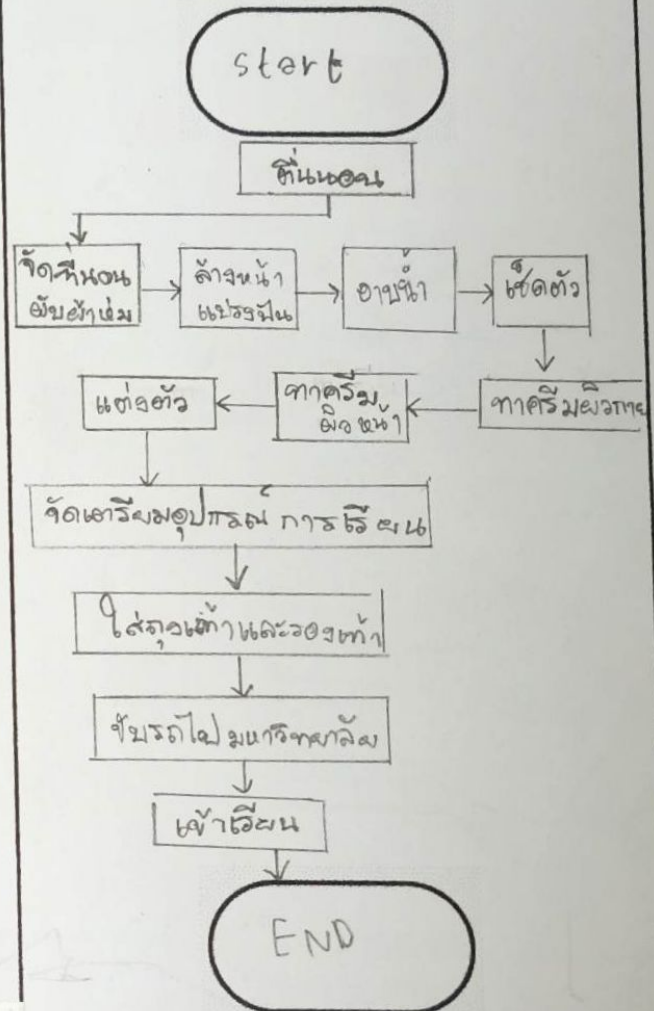 start
ตื่นนอน
จัดที่นอน
พับผ้าห่ม
ล้างหน้า
แปรงฟัน
อาบน้ำ
เช็ดตัว
ทาครีมผิวกาย
ทาครีม
ผิวหน้า
แต่งตัว
จัดเตรียมอุปกรณ์ การเรียน
ใส่ถุงเท้าและรองเท้า
ขับรถไปมหาวิทยาลัย
เข้าเรียน
END